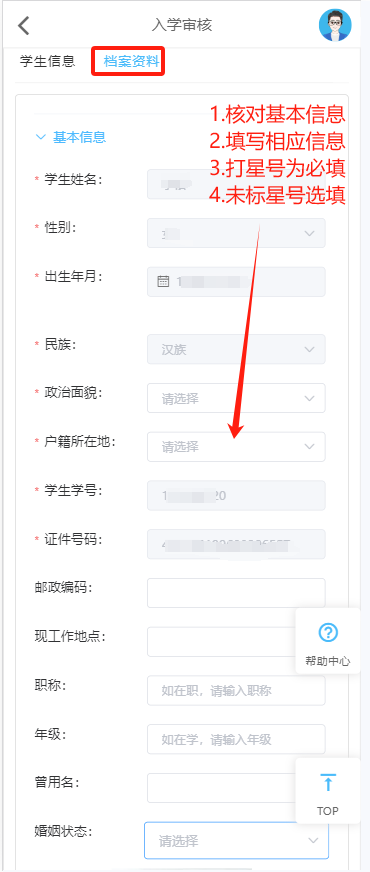 入学审核
学生信息
档案资料
1.核对基本信息
2.填写相应信息
3.打星号为必填
4.未标星号选填
基本信息
* 学生姓名:
* 性别:
* 出生年月:
1
* 民族:
汉族
* 政治面貌:
请选择
* 户籍所在地:
请选择
* 学生学号:
1 20
* 证件号码:
4
邮政编码:
现工作地点:
帮助中心
职称:
如在职，请输入职称
年级:
如在学，请输入年级
曾用名:
TOP
婚姻状态:
请选择